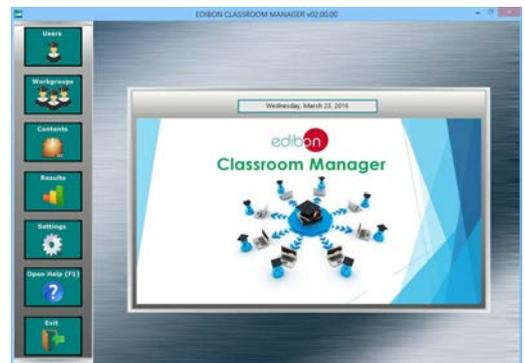 EDIBON CLASSROOM MANAGER v02.00.00
Users
Workgroups
Contents
Results
Settings
Open Help (F1)
?
Exit
Wednesday, March 23, 2016
edibon
Classroom Manager